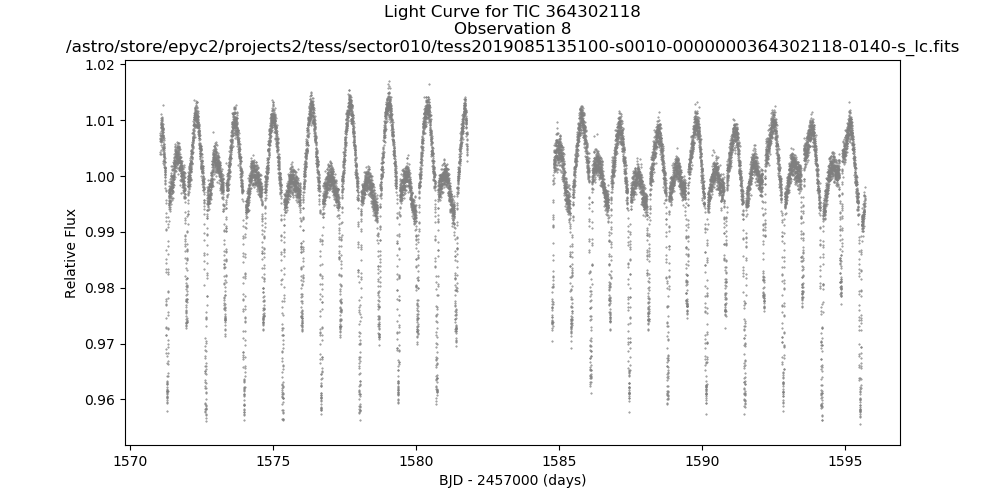 Light Curve for TIC 364302118
Observation 8
/astro/store/epyc2/projects2/tess/sector010/tess2019085135100-s0010-0000000364302118-0140-s_lc.fits
1.02
1.01
1.00
0.99
0.98
0.97
0.96
Relative Flux
1570 1575 1580 1585 1590 1595
BJD - 2457000 (days)